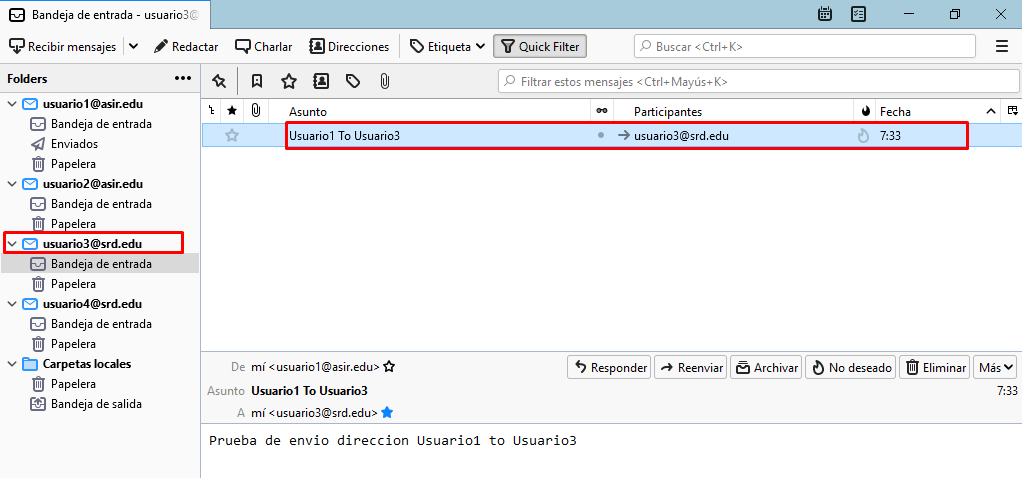 Bandeja de entrada - usuario3@
Recibir mensajes Redactar Charlar Direcciones Etiqueta Quick Filter Buscar <Ctrl+K>
Folders ••• Filtrar estos mensajes <Ctrl+Mayús+K>
Asunto Participantes Fecha
Usuario1 To Usuario3 usuario3@srd.edu 7:33
usuario1@asir.edu
Bandeja de entrada
Enviados
Papelera
usuario2@asir.edu
Bandeja de entrada
Papelera
usuario3@srd.edu
Bandeja de entrada
Papelera
usuario4@srd.edu
Bandeja de entrada
Papelera
Carpetas locales
Papelera
Bandeja de salida
De mí <usuario1@asir.edu> Responder Reenviar Archivar No deseado Eliminar Más
Asunto Usuario1 To Usuario3 7:33
A mí <usuario3@srd.edu>
Prueba de envio direccion Usuario1 to Usuario3